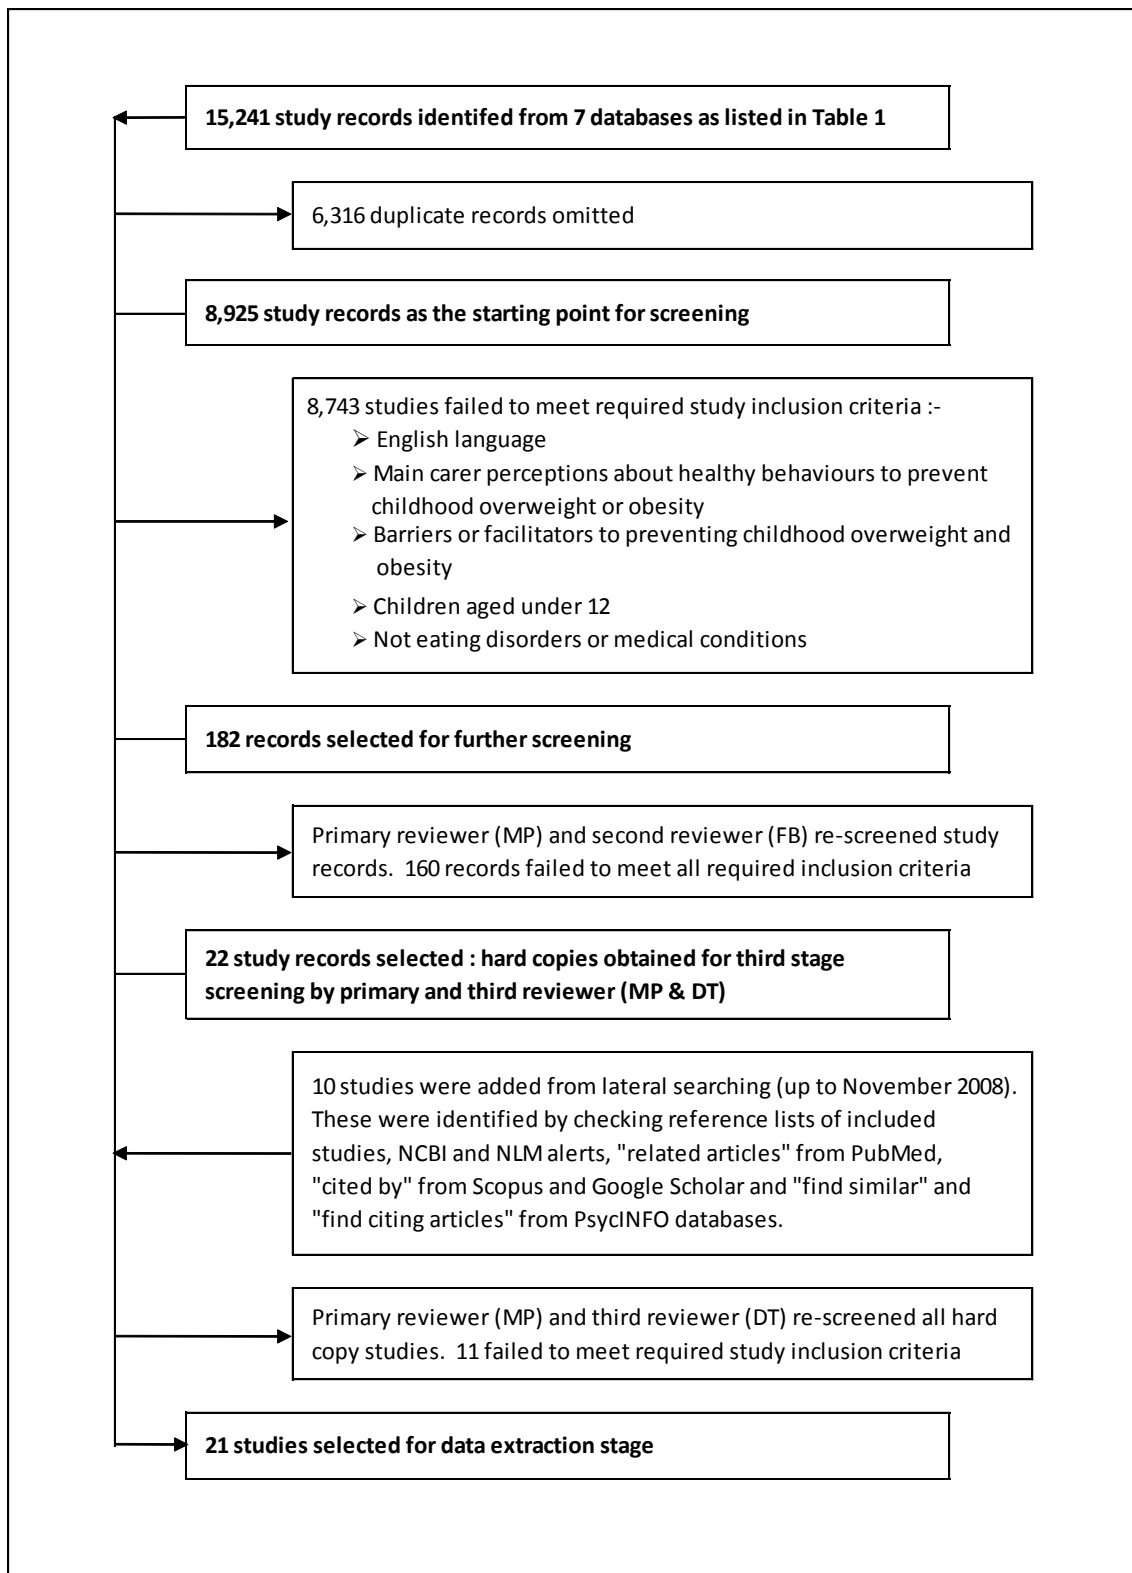 15,241 study records identifed from 7 databases as listed in Table 1
6,316 duplicate records omitted
8,925 study records as the starting point for screening
8,743 studies failed to meet required study inclusion criteria :-
➢ English language
➢ Main carer perceptions about healthy behaviours to prevent
childhood overweight or obesity
➢ Barriers or facilitators to preventing childhood overweight and
obesity
➢ Children aged under 12
➢ Not eating disorders or medical conditions
182 records selected for further screening
Primary reviewer (MP) and second reviewer (FB) re-screened study
records. 160 records failed to meet all required inclusion criteria
22 study records selected : hard copies obtained for third stage
screening by primary and third reviewer (MP & DT)
10 studies were added from lateral searching (up to November 2008).
These were identified by checking reference lists of included
studies, NCBI and NLM alerts, "related articles" from PubMed,
"cited by" from Scopus and Google Scholar and "find similar" and
"find citing articles" from PsycINFO databases.
Primary reviewer (MP) and third reviewer (DT) re-screened all hard
copy studies. 11 failed to meet required study inclusion criteria
21 studies selected for data extraction stage